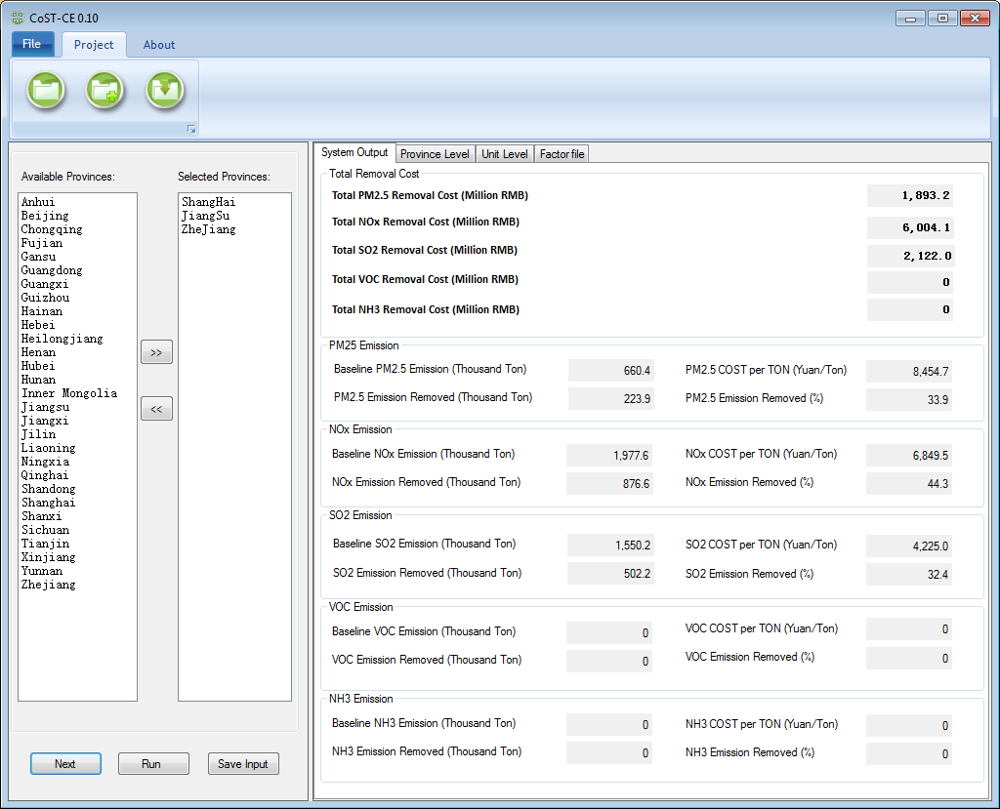 CoST-CE 0.10
File Project About
Available Provinces:
Selected Provinces:
Anhui
Beijing
Chongqing
Fujian
Gansu
Guangdong
Guangxi
Guizhou
Hainan
Hebei
Heilongjiang
Henan
Hubei
Hunan
Inner Mongolia
Jiangsu
Jiangxi
Jilin
Liaoning
Ningxia
Qinghai
Shandong
Shanghai
Shanxi
Sichuan
Tianjin
Xinjiang
Yunnan
Zhejiang
>>
<<
ShangHai
JiangSu
ZheJiang
Next Run Save Input
System Output Province Level Unit Level Factor file
Total Removal Cost
Total PM2.5 Removal Cost (Million RMB) 1,893.2
Total NOx Removal Cost (Million RMB) 6,004.1
Total SO2 Removal Cost (Million RMB) 2,122.0
Total VOC Removal Cost (Million RMB) 0
Total NH3 Removal Cost (Million RMB) 0
PM25 Emission
Baseline PM2.5 Emission (Thousand Ton) 660.4 PM2.5 COST per TON (Yuan/Ton) 8,454.7
PM2.5 Emission Removed (Thousand Ton) 223.9 PM2.5 Emission Removed (%) 33.9
NOx Emission
Baseline NOx Emission (Thousand Ton) 1,977.6 NOx COST per TON (Yuan/Ton) 6,849.5
NOx Emission Removed (Thousand Ton) 876.6 NOx Emission Removed (%) 44.3
SO2 Emission
Baseline SO2 Emission (Thousand Ton) 1,550.2 SO2 COST per TON (Yuan/Ton) 4,225.0
SO2 Emission Removed (Thousand Ton) 502.2 SO2 Emission Removed (%) 32.4
VOC Emission
Baseline VOC Emission (Thousand Ton) 0 VOC COST per TON (Yuan/Ton) 0
VOC Emission Removed (Thousand Ton) 0 VOC Emission Removed (%) 0
NH3 Emission
Baseline NH3 Emission (Thousand Ton) 0 NH3 COST per TON (Yuan/Ton) 0
NH3 Emission Removed (Thousand Ton) 0 NH3 Emission Removed (%) 0